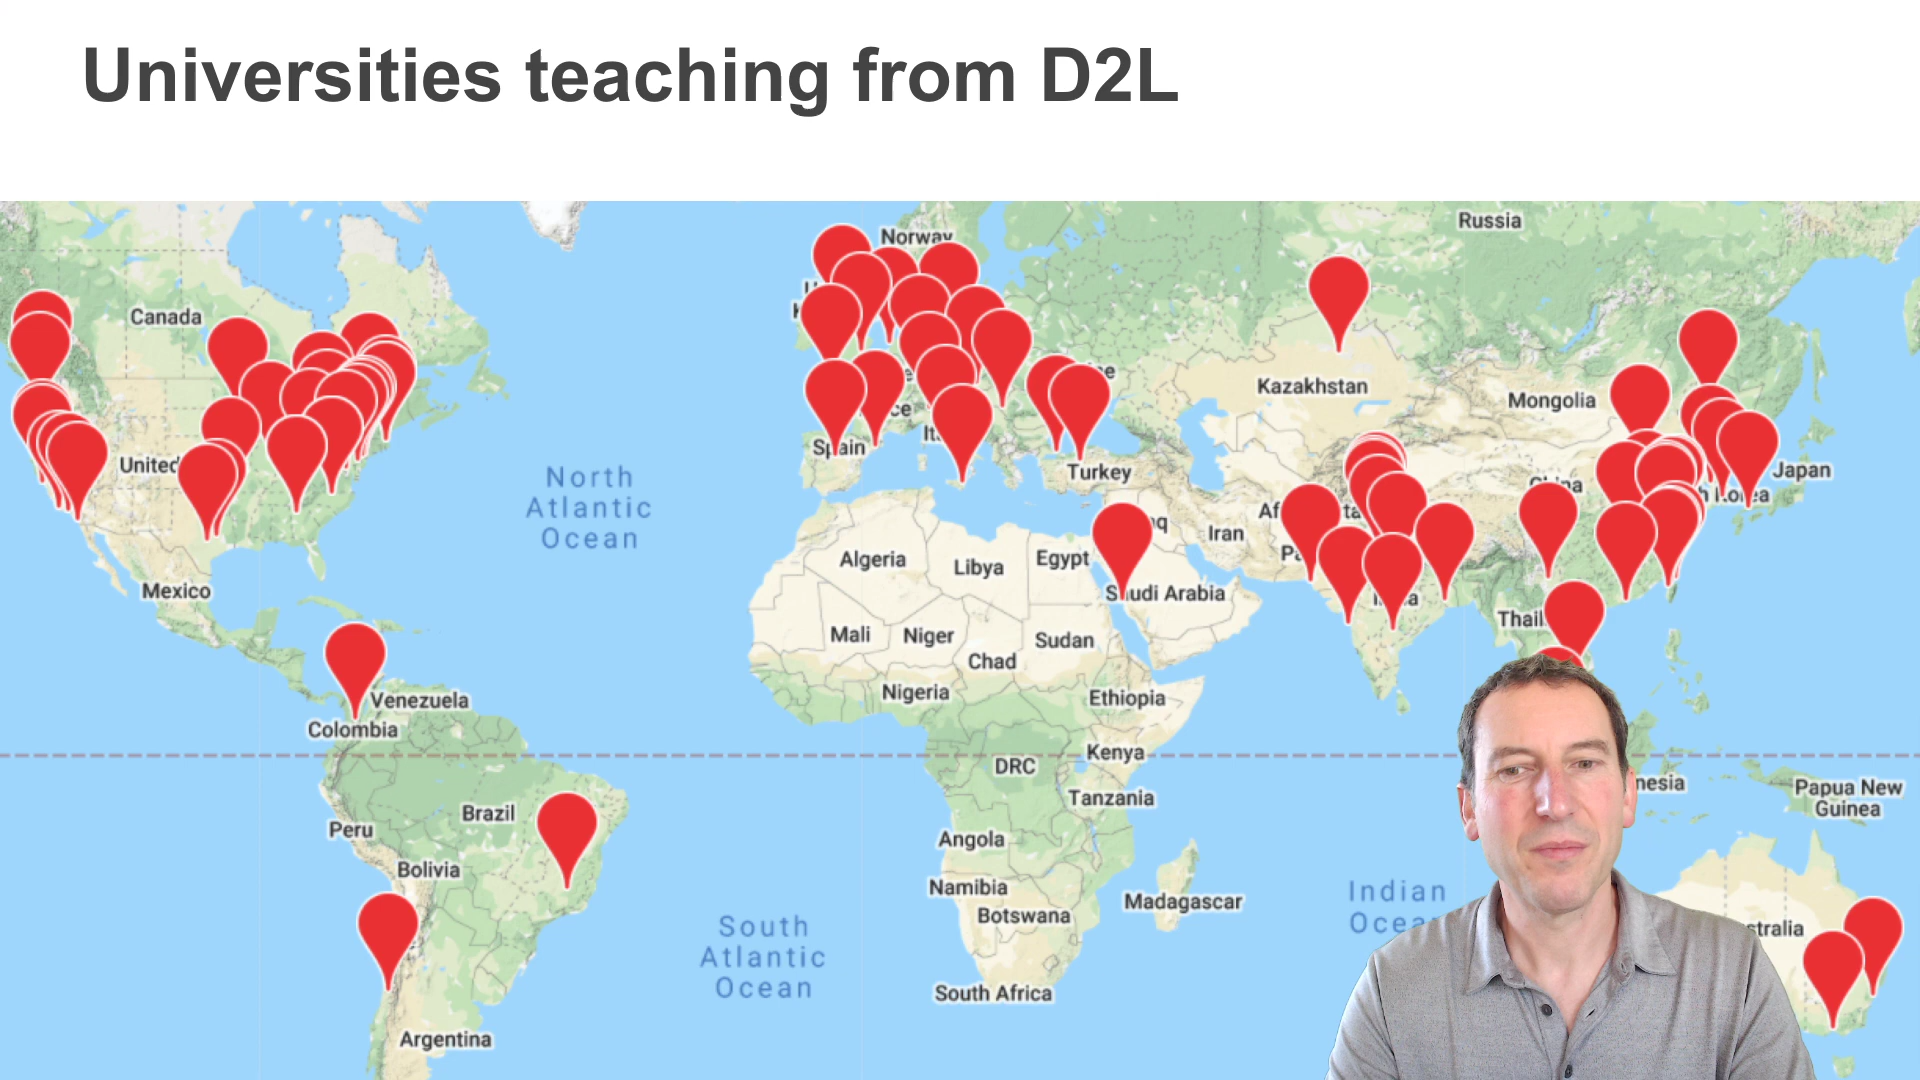 Universities teaching from D2L
Russia
Norway
Canada
Kazakhstan
Mongolia
Spain
United
Turkey
Japan
North
Atlantic
Ocean
Iran
Algeria
Libya
Egypt
Saudi Arabia
Mexico
Mali
Niger
Sudan
Chad
Nigeria
Ethiopia
Venezuela
Colombia
Kenya
DRC
Tanzania
Papua New
Guinea
Brazil
Peru
Angola
Bolivia
Namibia
Botswana
Madagascar
Indian
South
Atlantic
Ocean
South Africa
Argentina